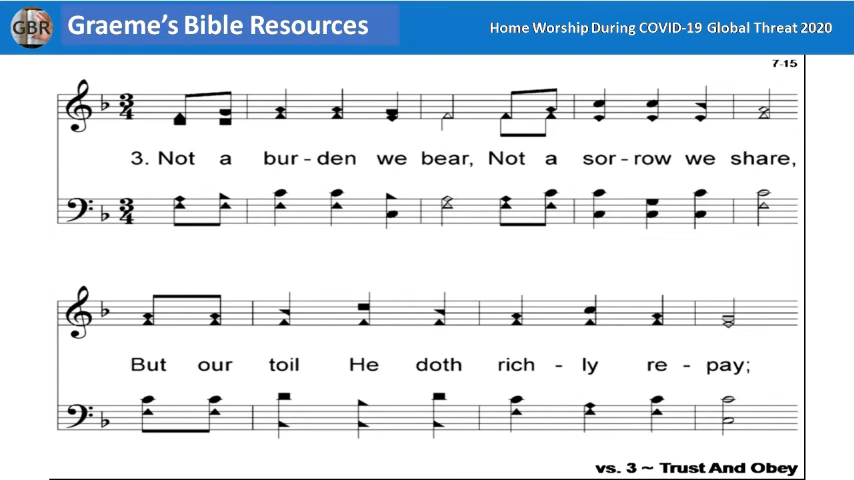 GBR
Graeme's Bible Resources
Home Worship During COVID-19 Global Threat 2020
7-15
3. Not a bur - den we bear, Not a sor - row we share,
But our toil He doth rich - ly re - pay;
vs. 3 ~ Trust And Obey